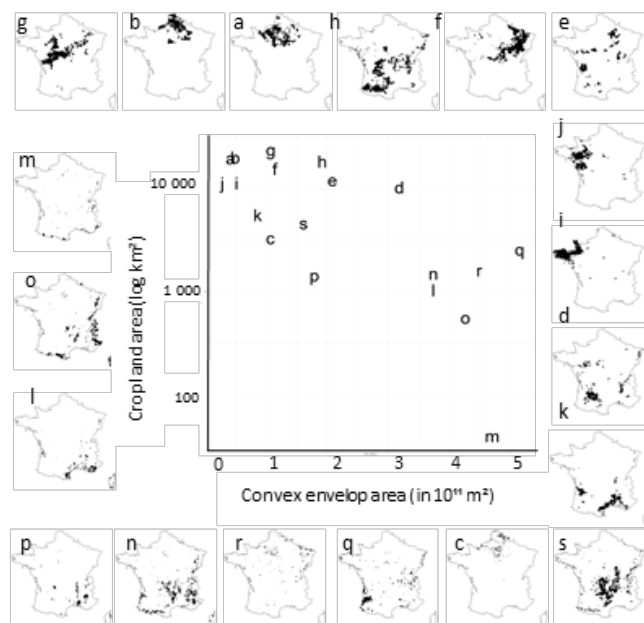 g b a h f e
j
m
i
o
d
l
k
p n r q c s
Cropland area(log km²)
10 000
1 000
100
g
a b h
f
j i e d
k
s
c
q
p n r
l
o
m
0 1 2 3 4 5
Convex envelop area (in 10¹¹ m²)